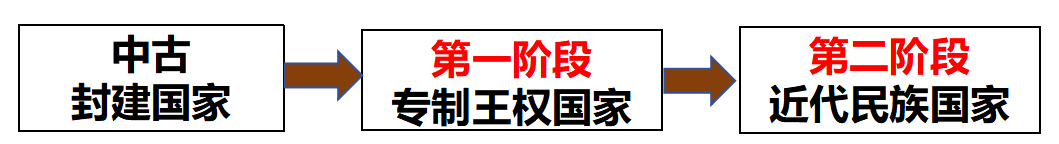 中古
封建国家
第一阶段
专制王权国家
第二阶段
近代民族国家